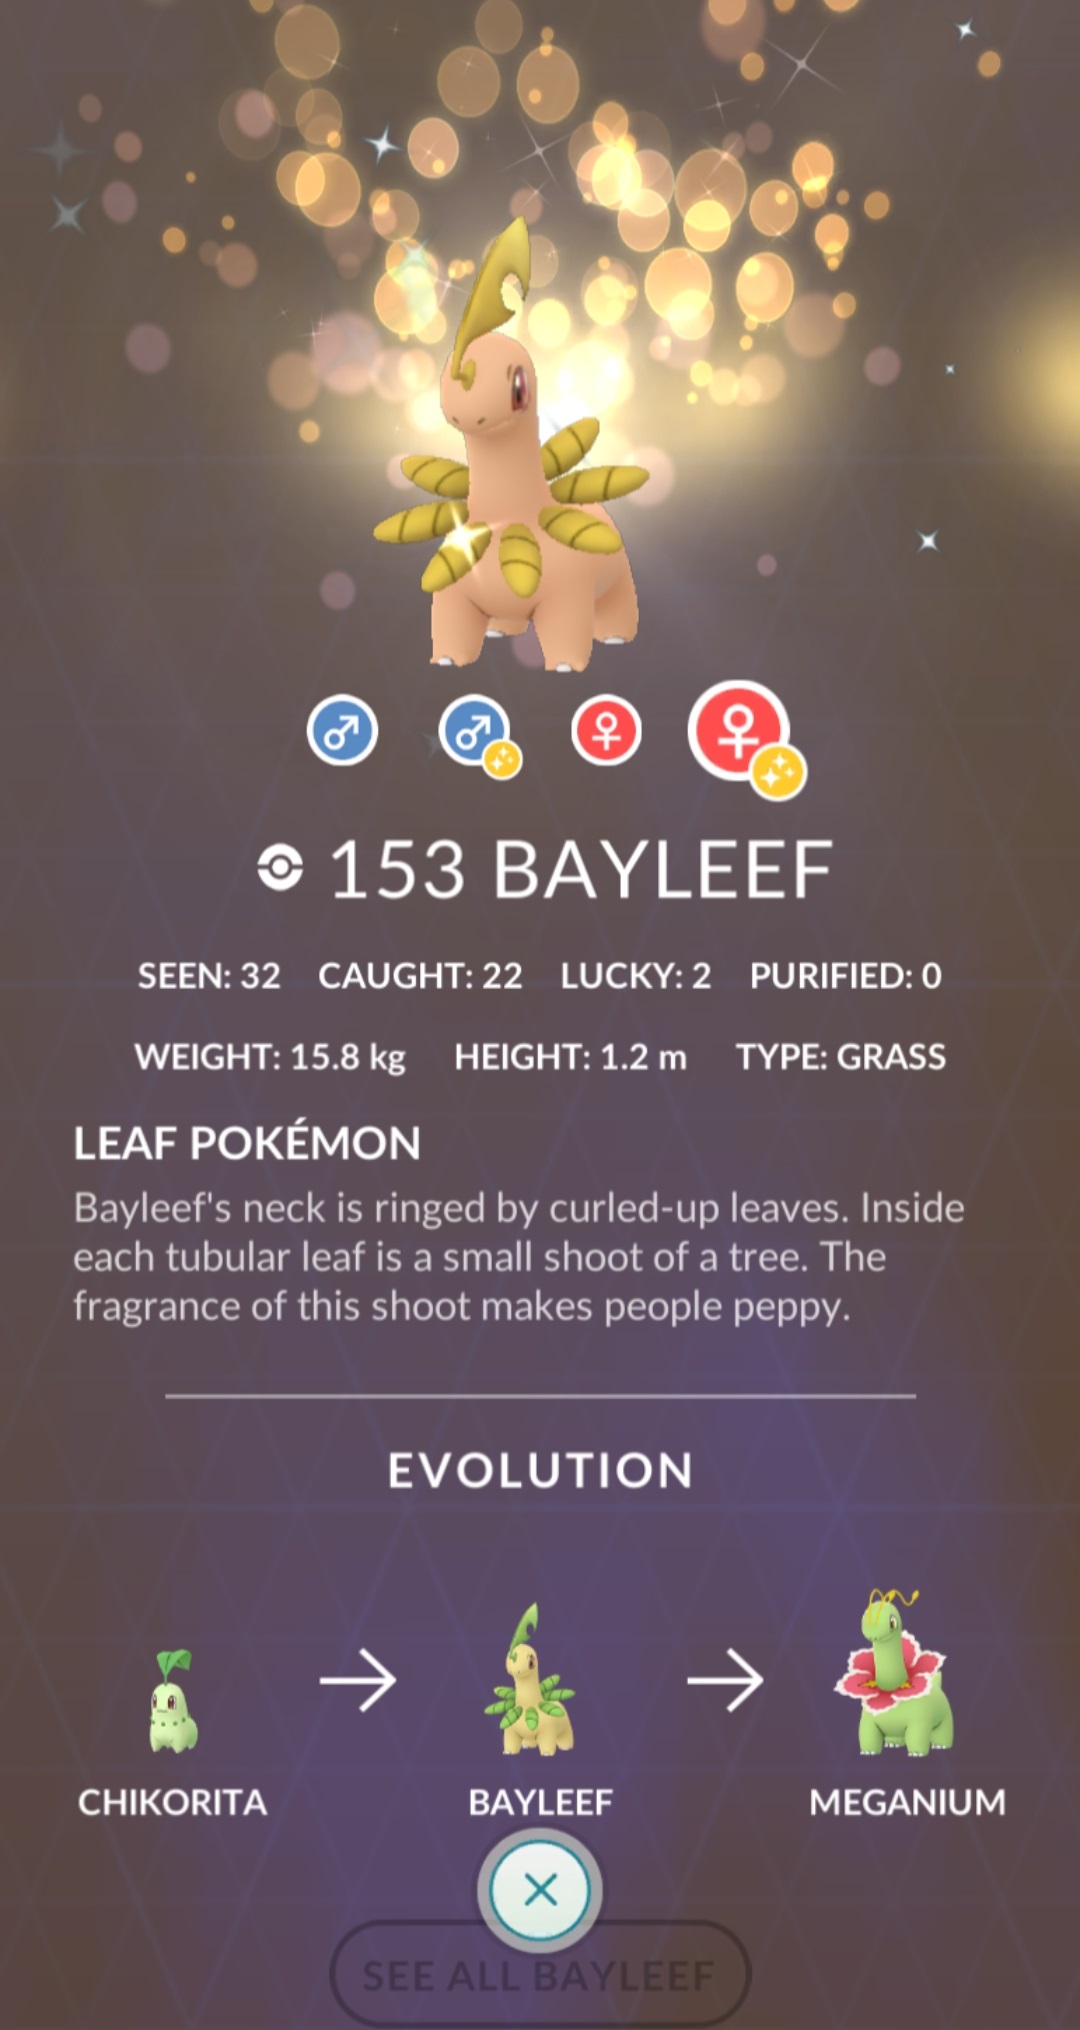 153 BAYLEEF
SEEN: 32 CAUGHT: 22 LUCKY: 2 PURIFIED: 0
WEIGHT: 15.8 kg HEIGHT: 1.2 m TYPE: GRASS
LEAF POKÉMON
Bayleef's neck is ringed by curled-up leaves. Inside
each tubular leaf is a small shoot of a tree. The
fragrance of this shoot makes people peppy.
EVOLUTION
CHIKORITA BAYLEEF MEGANIUM
SEE ALL BAYLEEF